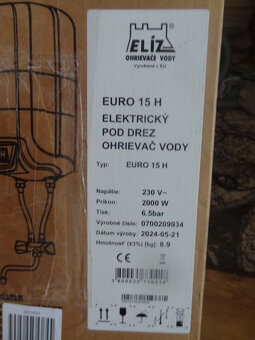 ELÍZ
OHRIEVAČE VODY
Vyrobené v EU
EURO 15 H
ELEKTRICKÝ
POD DREZ
OHRIEVAČ VODY
Typ: EURO 15 H
Napätie: 230 V~
Príkon: 2000 W
Tlak: 6.5bar
Výrobné číslo: 0700209934
Dátum výroby: 2024-05-21
Hmotnosť (±3%) [kg]: 8.9
CE